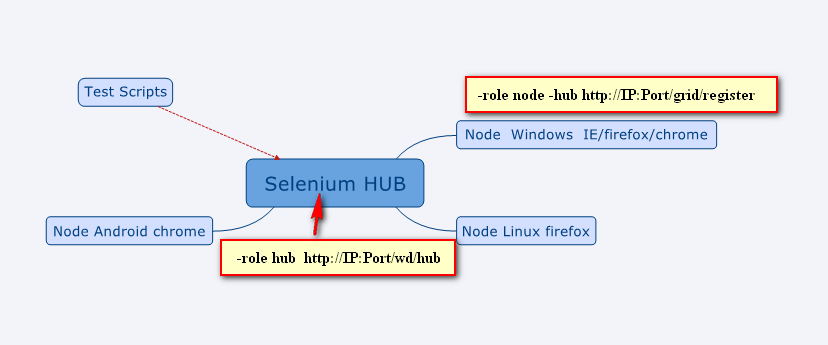 Test Scripts
-role node -hub http://IP:Port/grid/register
Node Windows IE/firefox/chrome
Selenium HUB
Node Android chrome
Node Linux firefox
-role hub http://IP:Port/wd/hub